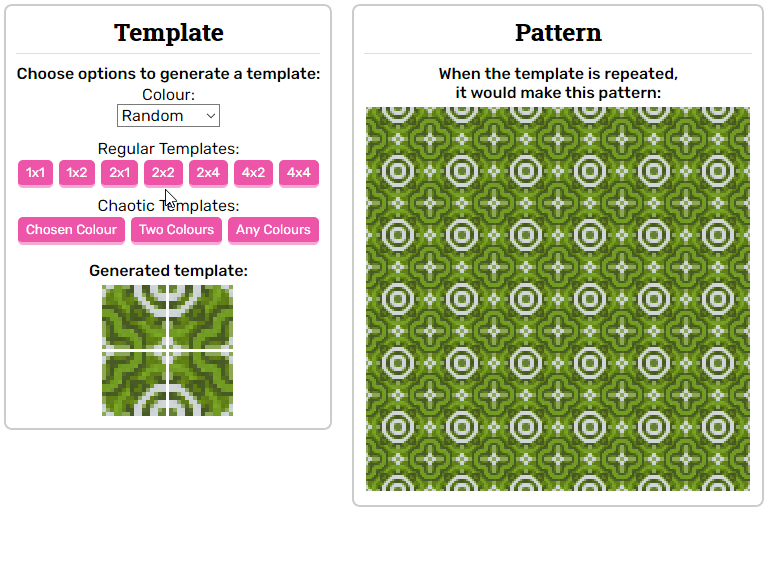 Template
Choose options to generate a template:
Colour:
Random
Regular Templates:
1x1 1x2 2x1 2x2 2x4 4x2 4x4
Chaotic Templates:
Chosen Colour Two Colours Any Colours
Generated template:
Pattern
When the template is repeated,
it would make this pattern: